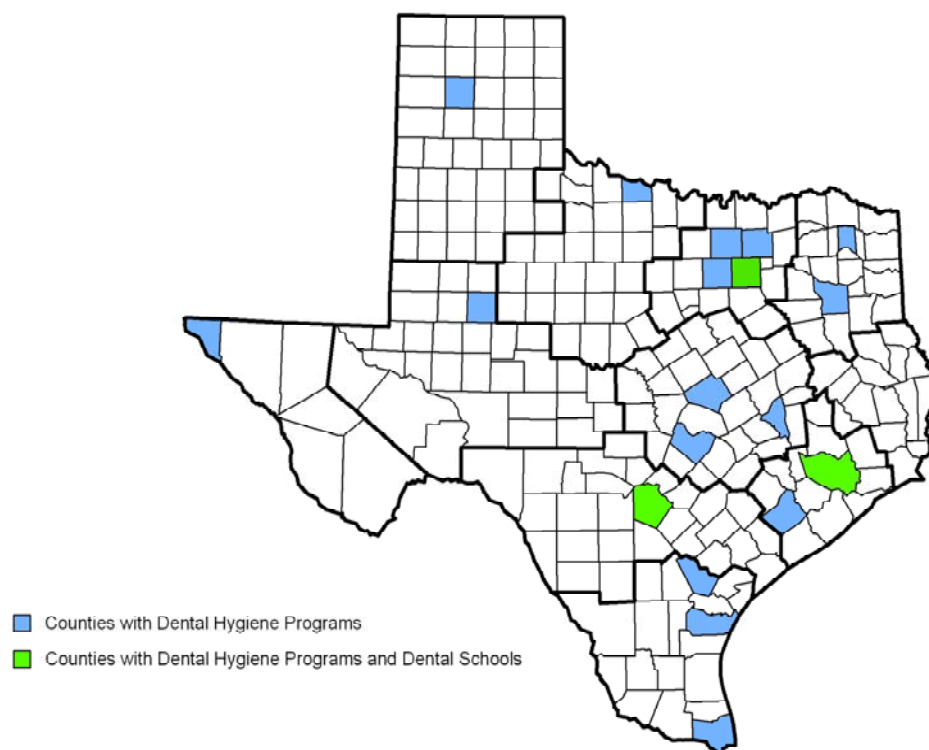 Counties with Dental Hygiene Programs
Counties with Dental Hygiene Programs and Dental Schools